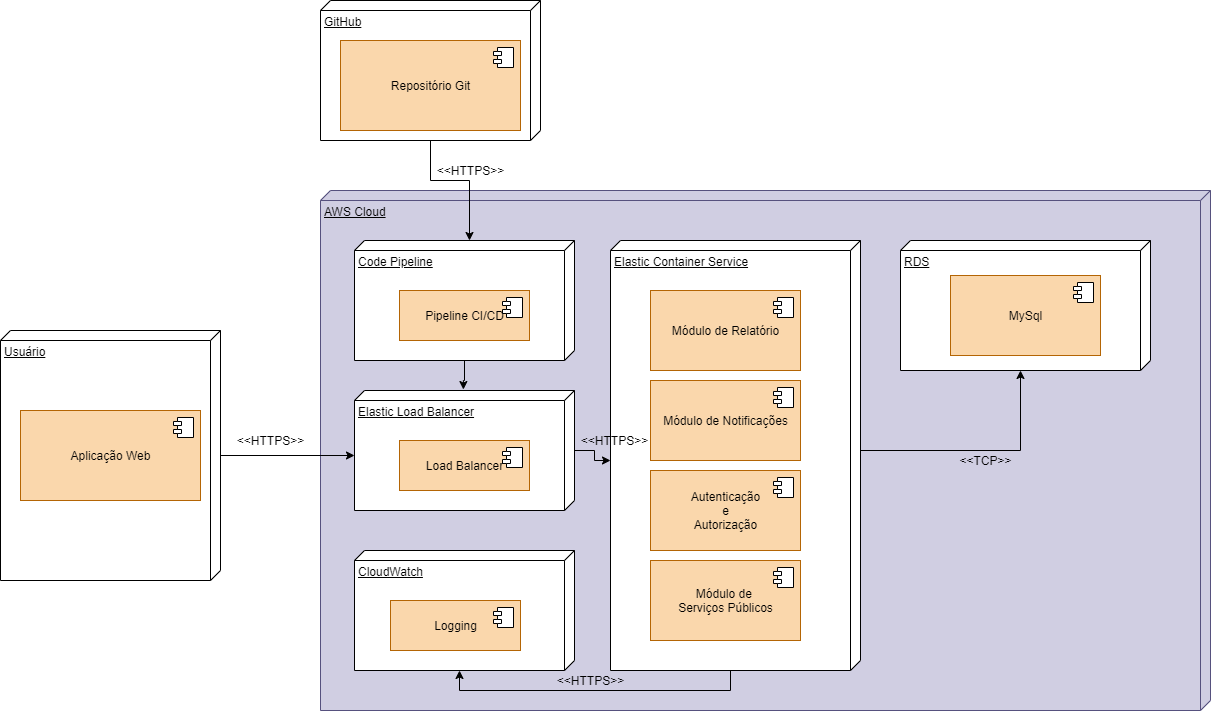 GitHub
Repositório Git
<<HTTPS>>
AWS Cloud
Code Pipeline
Pipeline CI/CD
Elastic Container Service
Módulo de Relatório
Módulo de Notificações
Autenticação
e
Autorização
Módulo de
Serviços Públicos
RDS
MySql
Usuário
Aplicação Web
<<HTTPS>>
Elastic Load Balancer
Load Balancer
<<HTTPS>>
<<TCP>>
CloudWatch
Logging
<<HTTPS>>